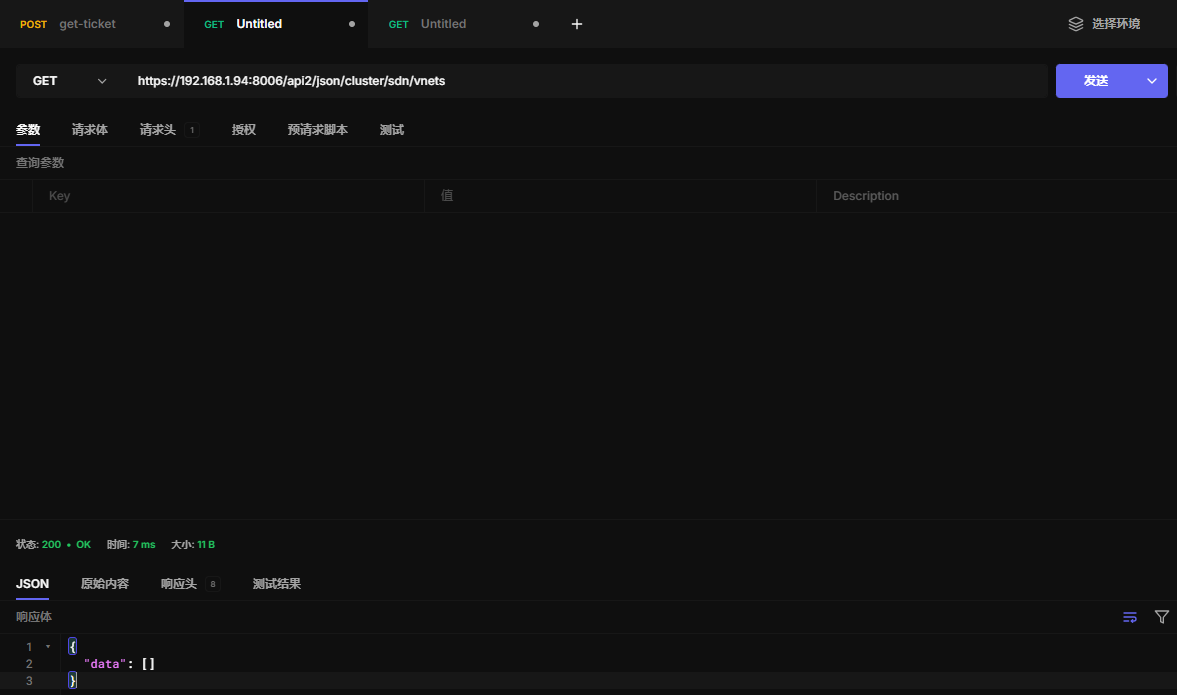 POST get-ticket GET Untitled GET Untitled + 选择环境
GET https://192.168.1.94:8006/api2/json/cluster/sdn/vnets 发送
参数 请求体 请求头 1 授权 预请求脚本 测试
查询参数
Key 值 Description
状态: 200 • OK 时间: 7 ms 大小: 11 B
JSON 原始内容 响应头 8 测试结果
响应体
1 {
2 "data": []
3 }